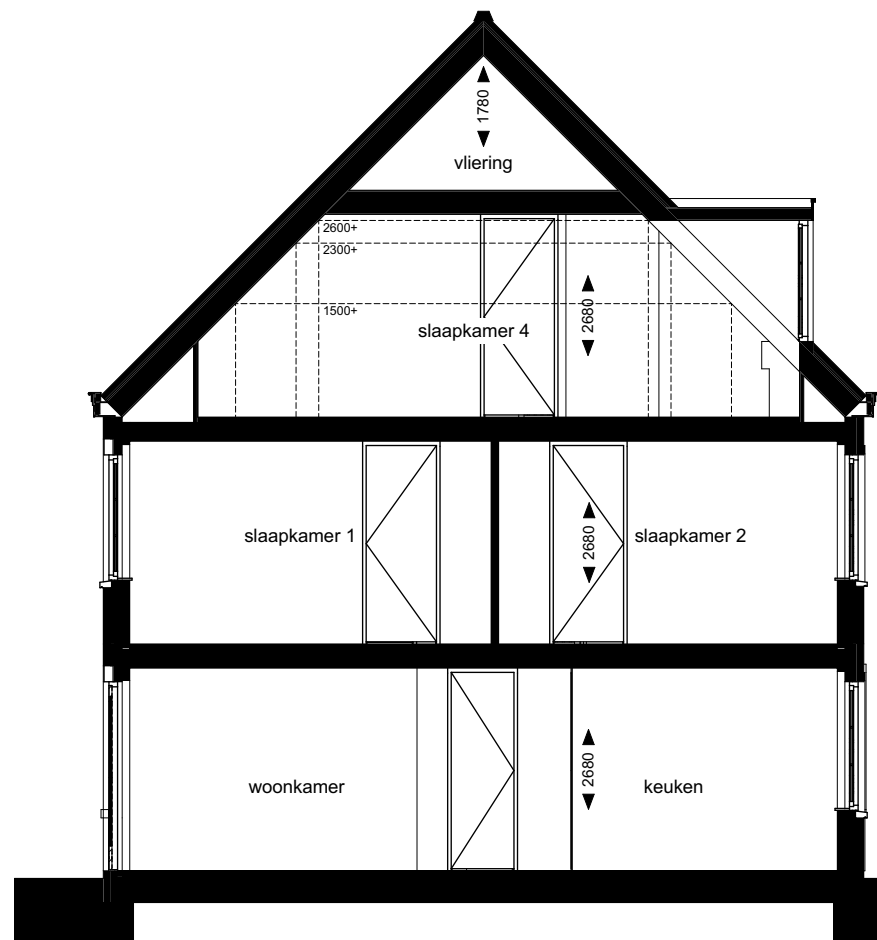 1780
vliering
2600+
2300+
1500+
2680
slaapkamer 4
slaapkamer 1
2680
slaapkamer 2
woonkamer
2680
keuken